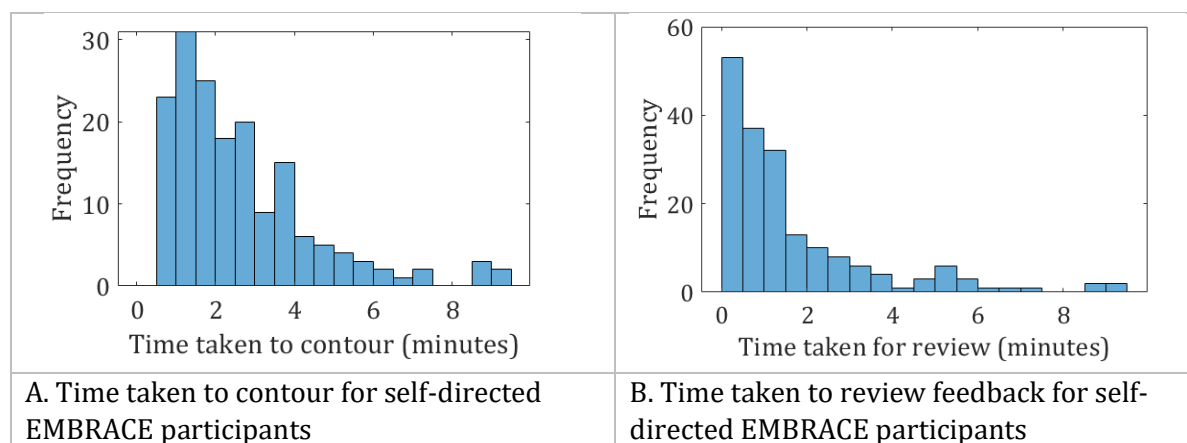 30
20
10
0
Frequency
0 2 4 6 8
Time taken to contour (minutes)
60
40
20
0
Frequency
0 2 4 6 8
Time taken for review (minutes)
A. Time taken to contour for self-directed
EMBRACE participants
B. Time taken to review feedback for self-
directed EMBRACE participants